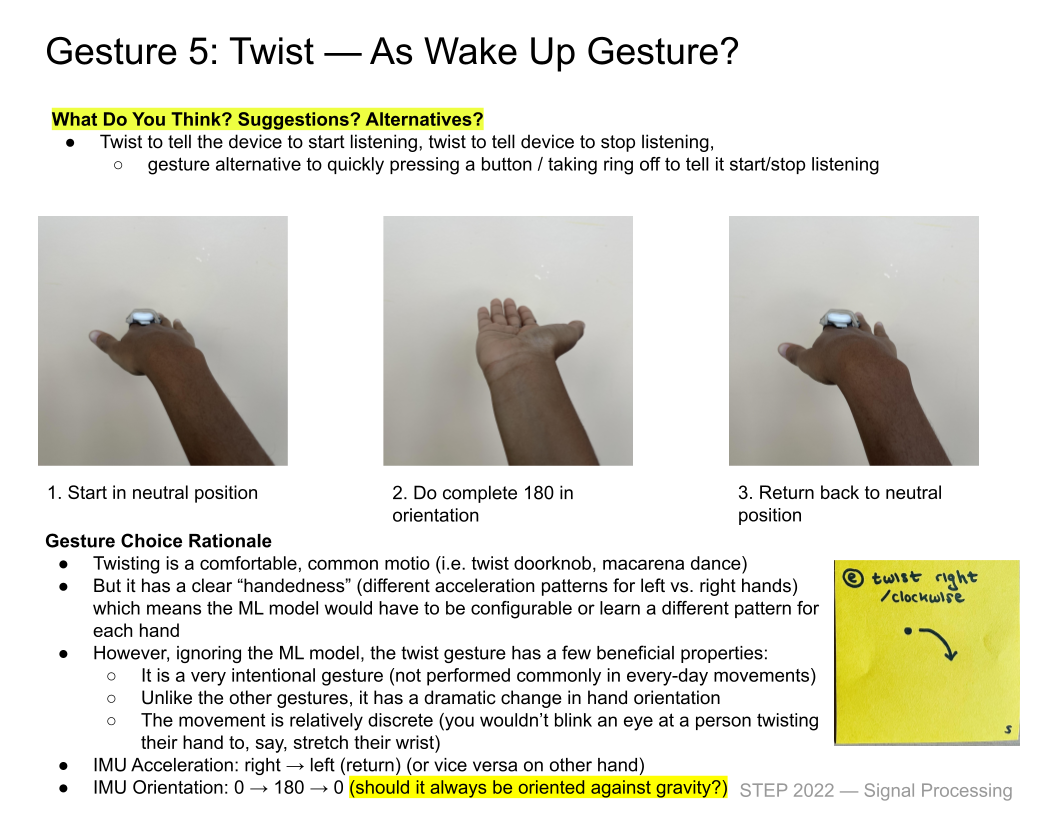 Gesture 5: Twist — As Wake Up Gesture?
What Do You Think? Suggestions? Alternatives?
● Twist to tell the device to start listening, twist to tell device to stop listening,
○ gesture alternative to quickly pressing a button / taking ring off to tell it start/stop listening
1. Start in neutral position
2. Do complete 180 in
orientation
3. Return back to neutral
position
Gesture Choice Rationale
● Twisting is a comfortable, common motio (i.e. twist doorknob, macarena dance)
● But it has a clear “handedness” (different acceleration patterns for left vs. right hands)
which means the ML model would have to be configurable or learn a different pattern for
each hand
● However, ignoring the ML model, the twist gesture has a few beneficial properties:
○ It is a very intentional gesture (not performed commonly in every-day movements)
○ Unlike the other gestures, it has a dramatic change in hand orientation
○ The movement is relatively discrete (you wouldn’t blink an eye at a person twisting
their hand to, say, stretch their wrist)
● IMU Acceleration: right → left (return) (or vice versa on other hand)
● IMU Orientation: 0 → 180 → 0 (should it always be oriented against gravity?)
e twist right
/clockwise
S
STEP 2022 — Signal Processing